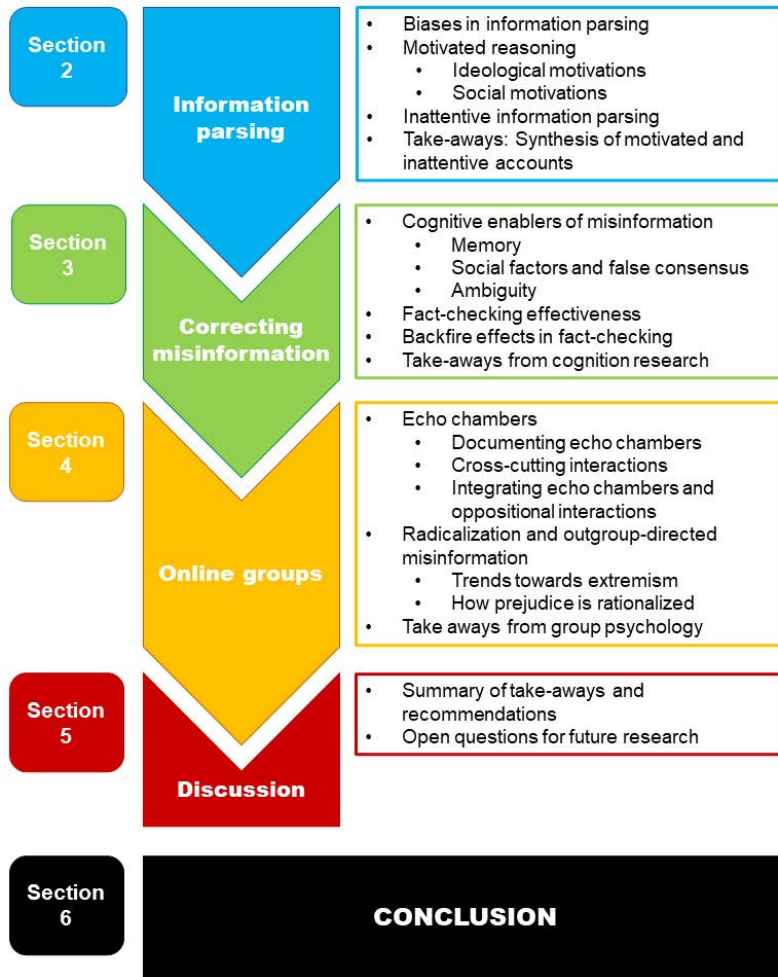 Section
2
Information
parsing
• Biases in information parsing
• Motivated reasoning
• Ideological motivations
• Social motivations
• Inattentive information parsing
• Take-aways: Synthesis of motivated and
inattentive accounts
Section
3
Correcting
misinformation
• Cognitive enablers of misinformation
• Memory
• Social factors and false consensus
• Ambiguity
• Fact-checking effectiveness
• Backfire effects in fact-checking
• Take-aways from cognition research
Section
4
Online groups
• Echo chambers
• Documenting echo chambers
• Cross-cutting interactions
• Integrating echo chambers and
oppositional interactions
• Radicalization and outgroup-directed
misinformation
• Trends towards extremism
• How prejudice is rationalized
• Take aways from group psychology
Section
5
Discussion
• Summary of take-aways and
recommendations
• Open questions for future research
Section
6
CONCLUSION